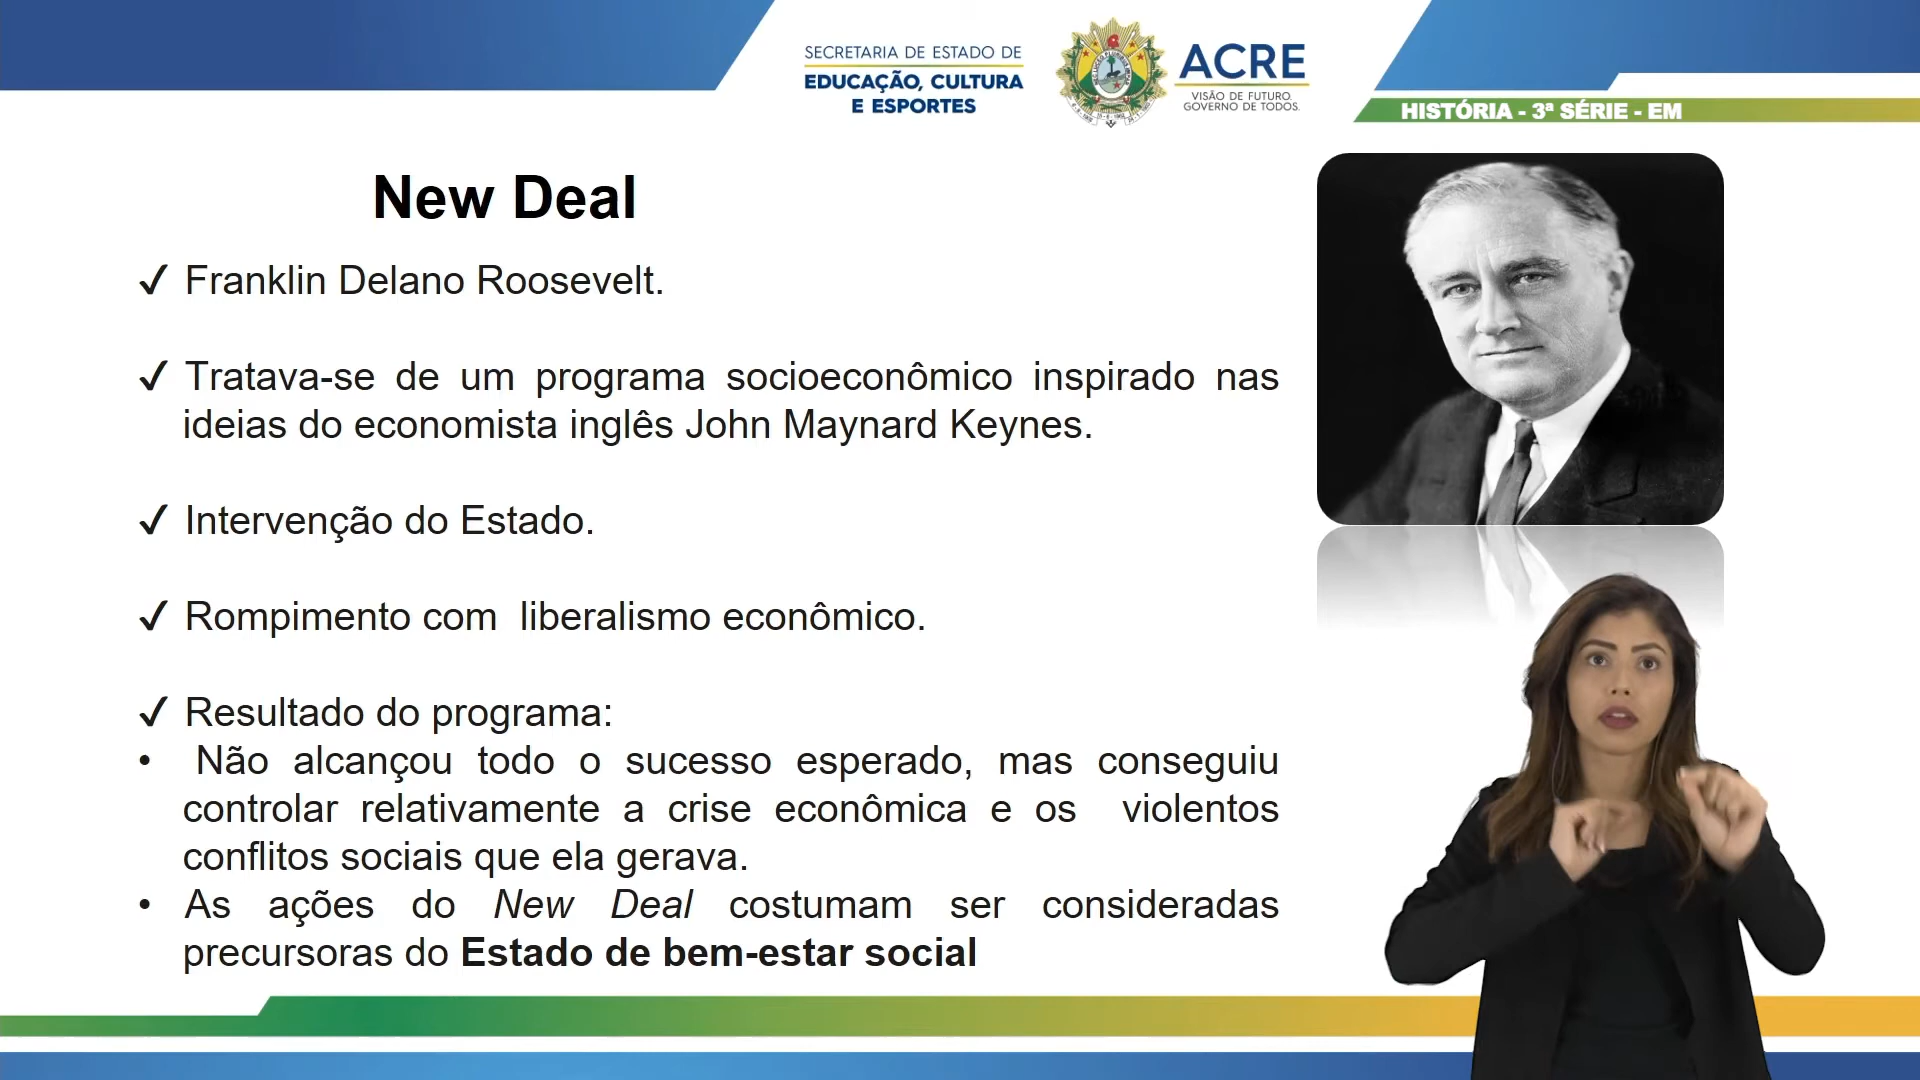 SECRETARIA DE ESTADO DE
EDUCAÇÃO, CULTURA
E ESPORTES
ACRE
VISÃO DE FUTURO.
GOVERNO DE TODOS.
HISTÓRIA - 3ª SÉRIE - EM
New Deal
✓ Franklin Delano Roosevelt.
✓ Tratava-se de um programa socioeconômico inspirado nas
ideias do economista inglês John Maynard Keynes.
✓ Intervenção do Estado.
✓ Rompimento com liberalismo econômico.
✓ Resultado do programa:
• Não alcançou todo o sucesso esperado, mas conseguiu
controlar relativamente a crise econômica e os violentos
conflitos sociais que ela gerava.
• As ações do New Deal costumam ser consideradas
precursoras do Estado de bem-estar social